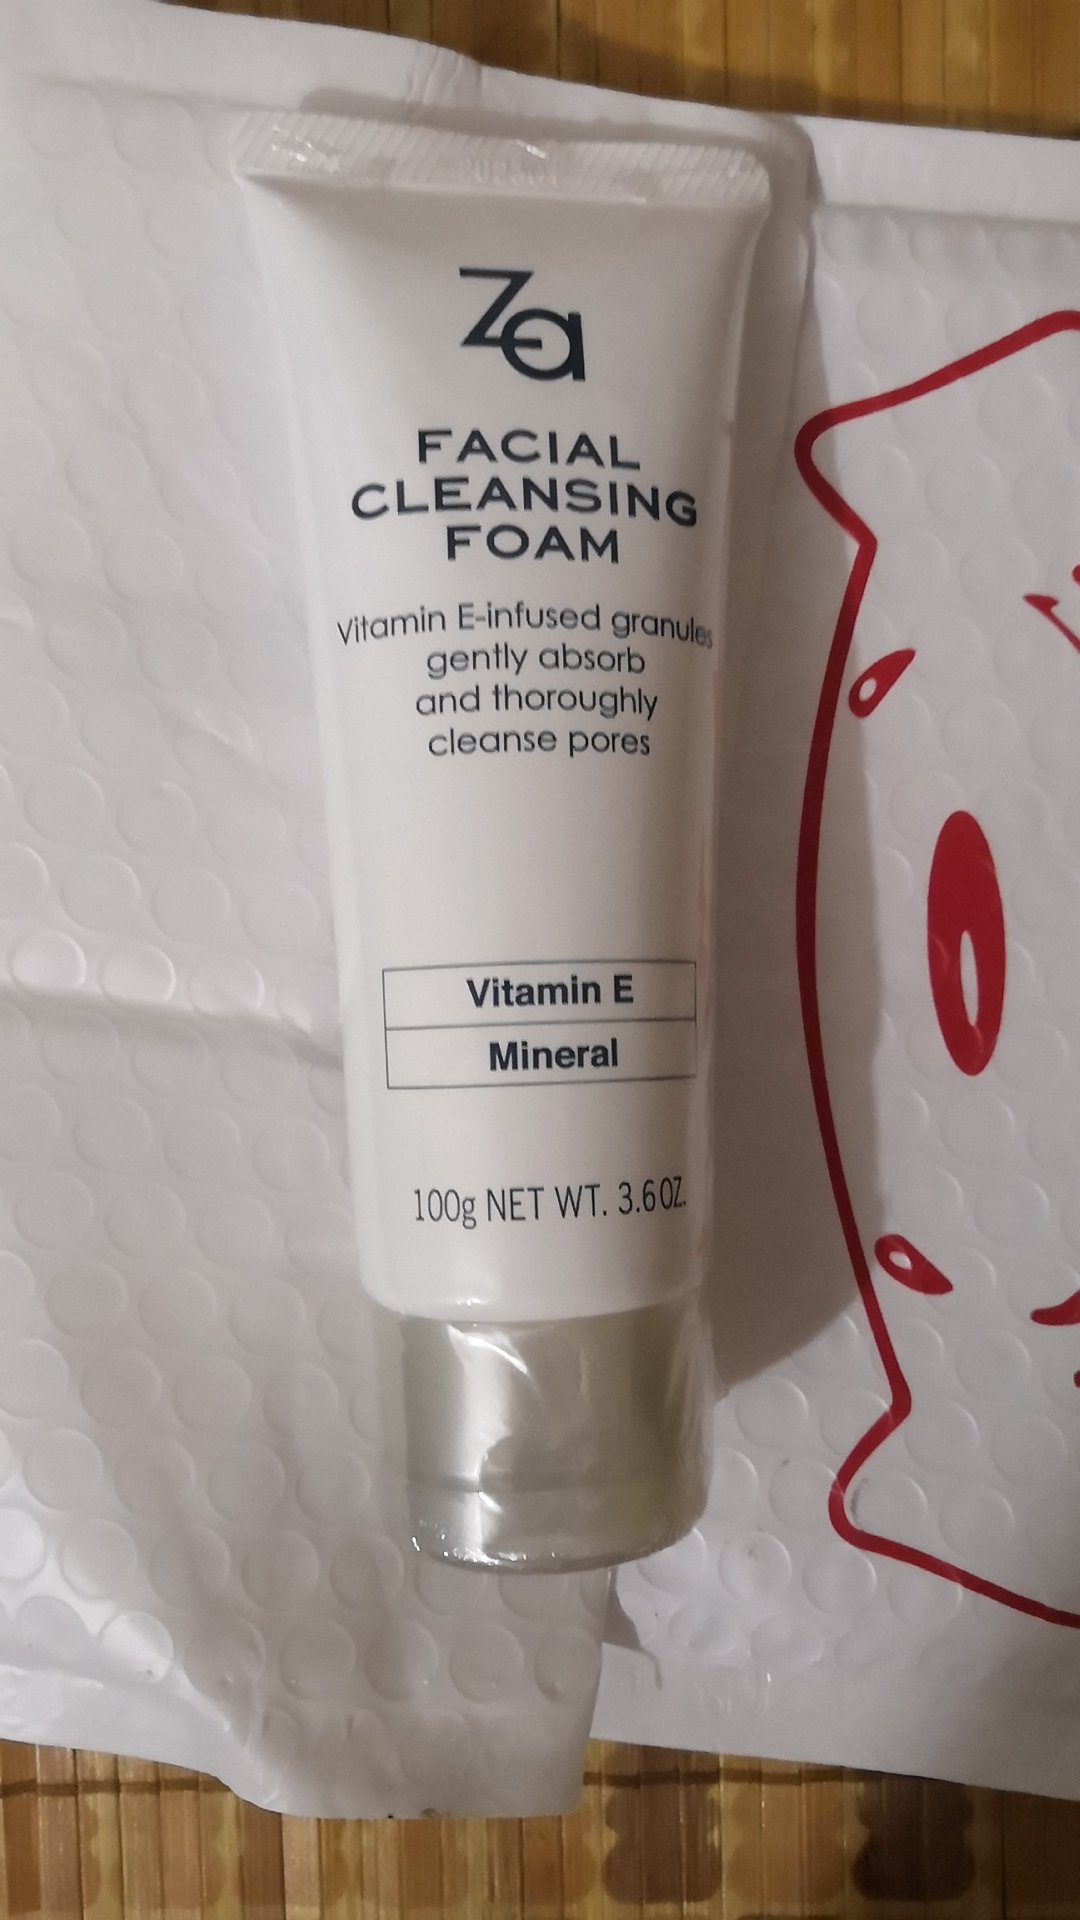 Za
FACIAL
CLEANSING
FOAM
Vitamin E-infused granules
gently absorb
and thoroughly
cleanse pores
Vitamin E
Mineral
100g NET WT. 3.6 OZ.